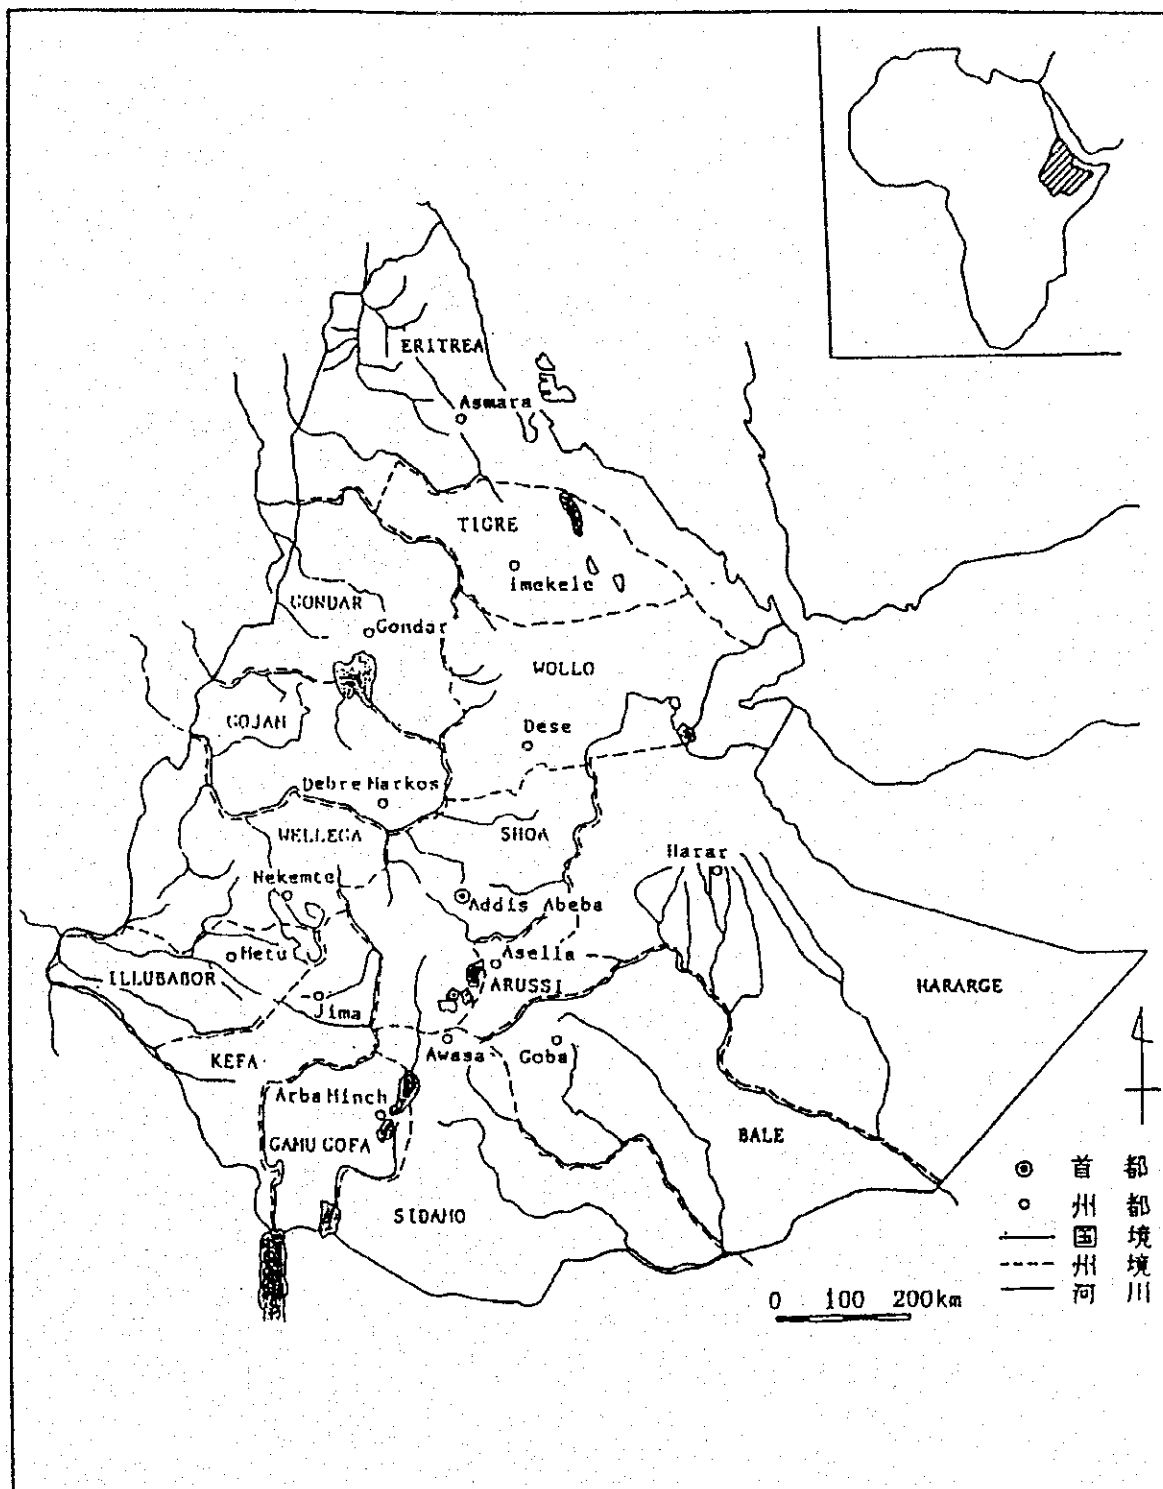 ERITREA
Asmara
TIGRE
imekele
GONDAR
Gondar
WOLLO
GOJAM
Dese
Debre Markos
WELLEGA
SHOA
Harar
Nekemte
Addis Abeba
Metu
Asella
ILLUBABOR
ARUSSI
HARARGE
Jima
KEFA
Awasa
Goba
Arba Minch
GAMU GOFA
BALE
SIDAMO
首都
州都
国境
州境
河川
0 100 200km